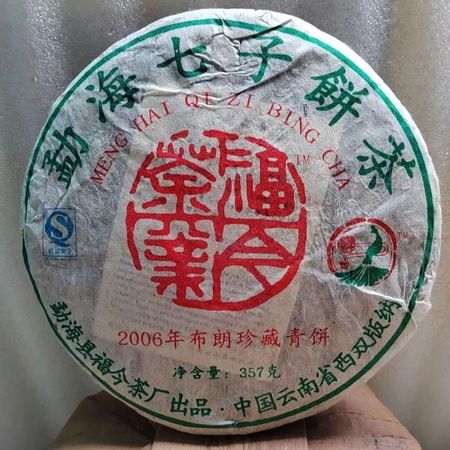 勐海七子餅茶
MENG HAI QI ZI BING CHA
福今茶業
TM
TM
2006年布朗珍藏青饼
净含量: 357克
勐海县福今茶厂出品·中国云南省西双版纳